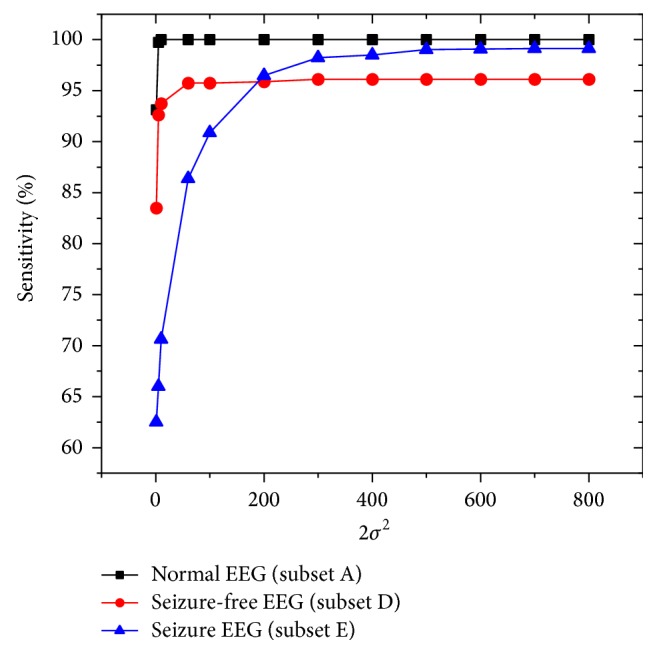 100
95
90
85
80
75
70
65
60
Sensitivity (%)
0 200 400 600 800
2σ²
Normal EEG (subset A)
Seizure-free EEG (subset D)
Seizure EEG (subset E)